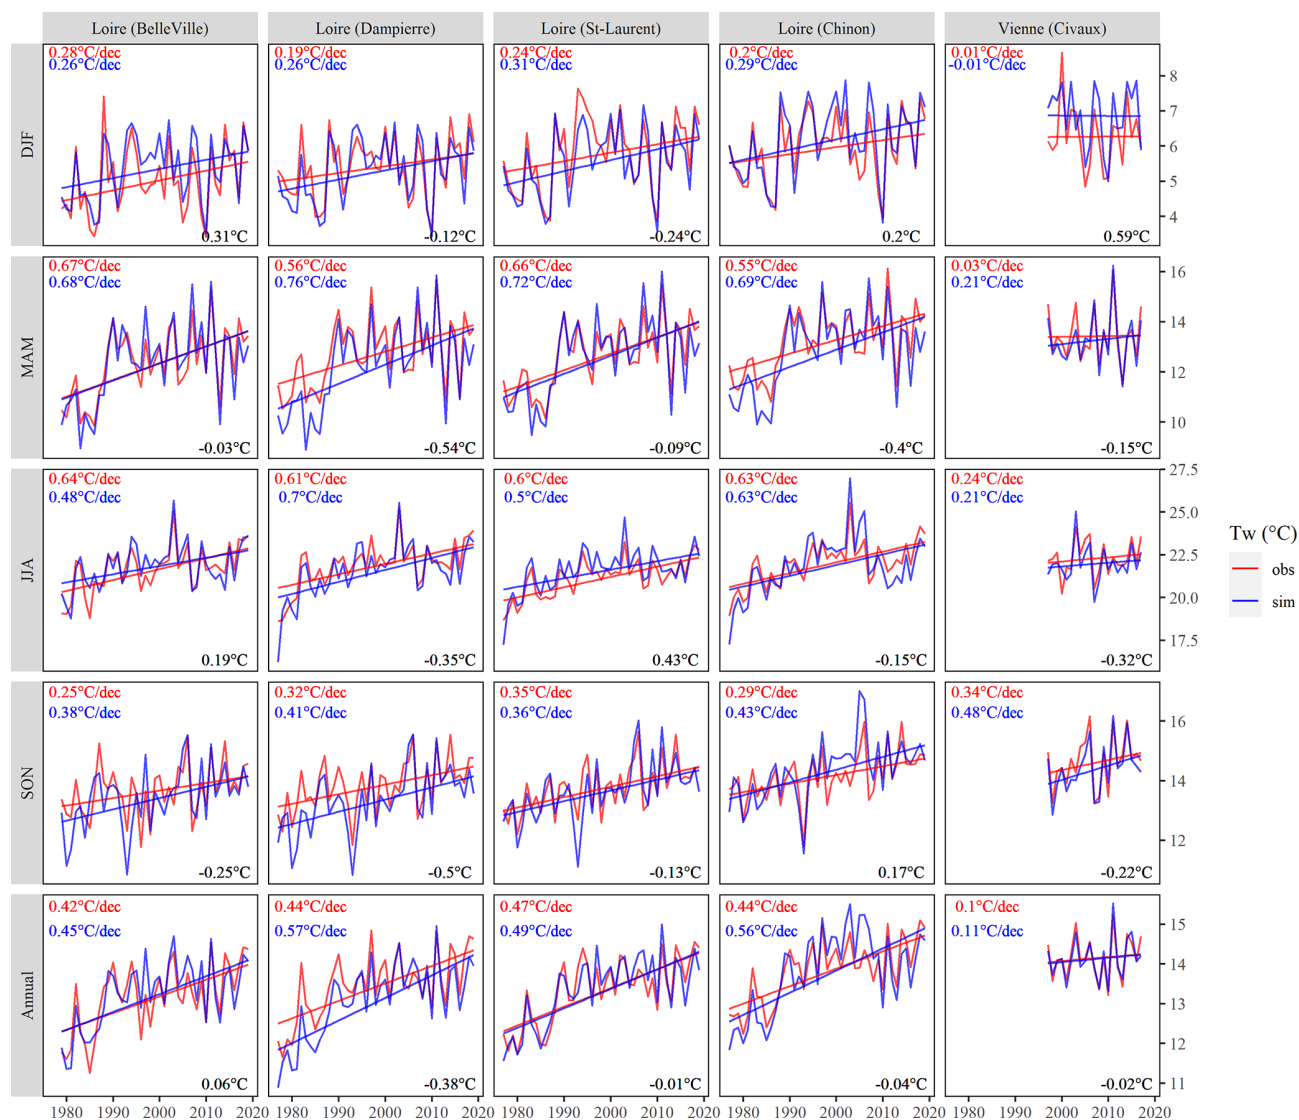 Loire (BelleVille) Loire (Dampierre) Loire (St-Laurent) Loire (Chinon) Vienne (Civaux)
DJF
0.28°C/dec 0.19°C/dec 0.24°C/dec 0.2°C/dec 0.01°C/dec
0.26°C/dec 0.26°C/dec 0.31°C/dec 0.29°C/dec -0.01°C/dec
8
7
6
5
4
0.31°C -0.12°C -0.24°C 0.2°C 0.59°C
MAM
0.67°C/dec 0.56°C/dec 0.66°C/dec 0.55°C/dec 0.03°C/dec
0.68°C/dec 0.76°C/dec 0.72°C/dec 0.69°C/dec 0.21°C/dec
16
14
12
10
-0.03°C -0.54°C -0.09°C -0.4°C -0.15°C
JJA
0.64°C/dec 0.61°C/dec 0.6°C/dec 0.63°C/dec 0.24°C/dec
0.48°C/dec 0.7°C/dec 0.5°C/dec 0.63°C/dec 0.21°C/dec
27.5
25.0
22.5
20.0
17.5
0.19°C -0.35°C 0.43°C -0.15°C -0.32°C
Tw (°C)
obs
sim
SON
0.25°C/dec 0.32°C/dec 0.35°C/dec 0.29°C/dec 0.34°C/dec
0.38°C/dec 0.41°C/dec 0.36°C/dec 0.43°C/dec 0.48°C/dec
16
14
12
-0.25°C -0.5°C -0.13°C 0.17°C -0.22°C
Annual
0.42°C/dec 0.44°C/dec 0.47°C/dec 0.44°C/dec 0.1°C/dec
0.45°C/dec 0.57°C/dec 0.49°C/dec 0.56°C/dec 0.11°C/dec
15
14
13
12
11
0.06°C -0.38°C -0.01°C -0.04°C -0.02°C
1980 1990 2000 2010 2020 1980 1990 2000 2010 2020 1980 1990 2000 2010 2020 1980 1990 2000 2010 2020 1980 1990 2000 2010 2020